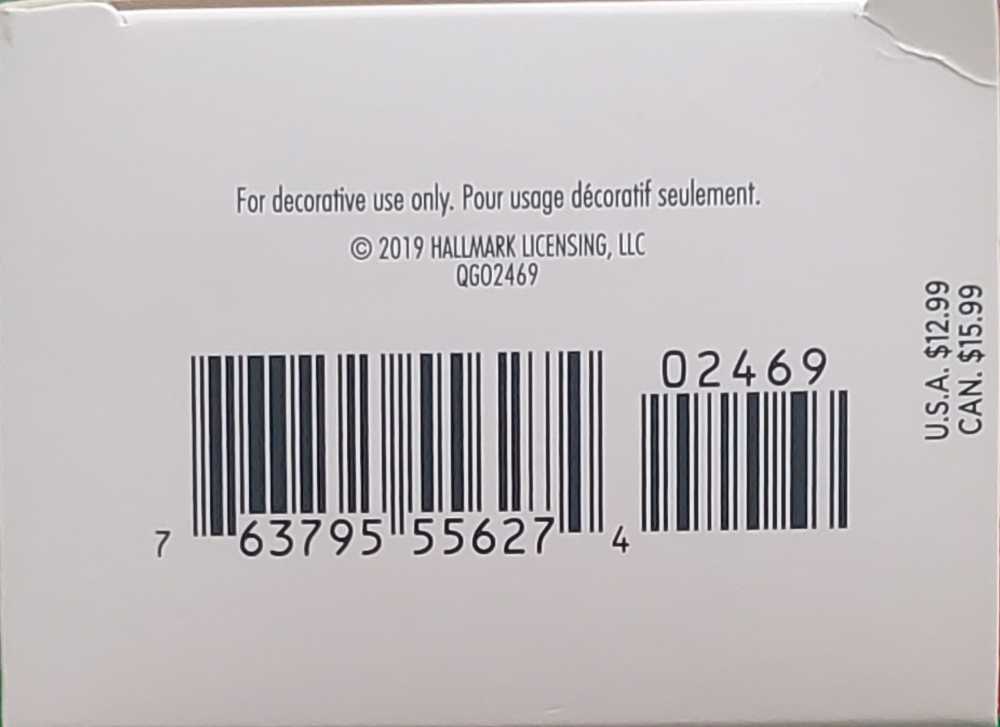 For decorative use only. Pour usage décoratif seulement.
© 2019 HALLMARK LICENSING, LLC
QGO2469
U.S.A. $12.99
CAN. $15.99
02469
7 63795 55627 4